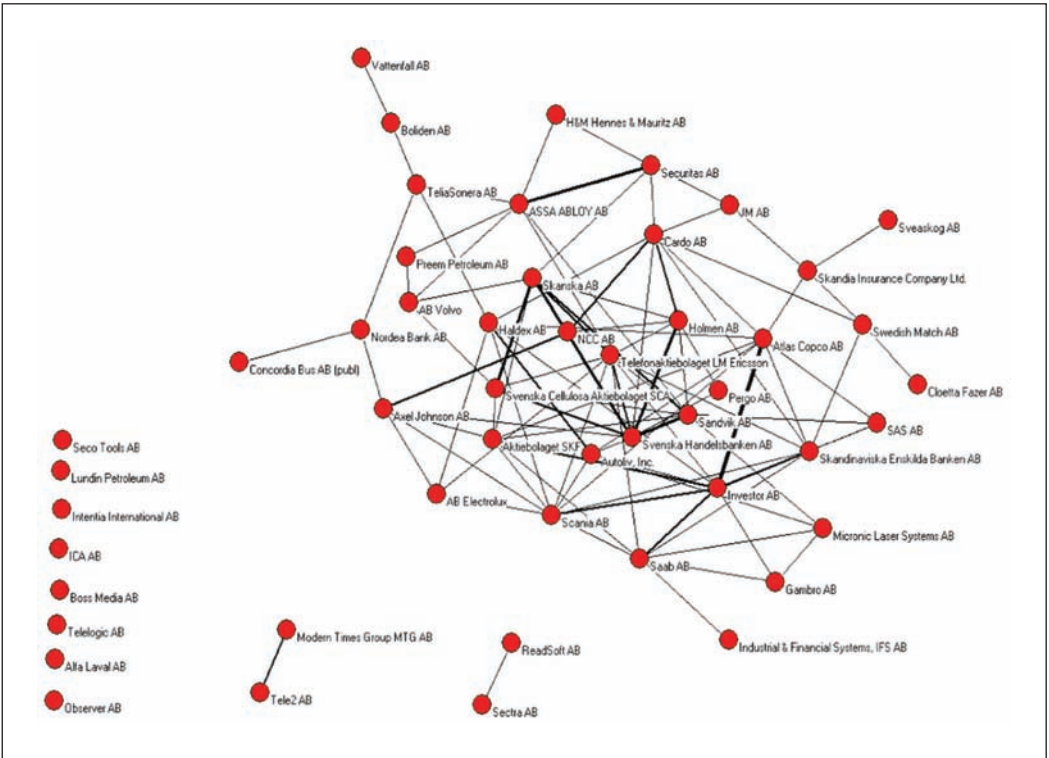 Vattenfall AB
Boliden AB
H&M Hennes & Mauritz AB
Securitas AB
TeliaSonera AB
ASSA ABLOY AB
JM AB
Sveaskog AB
Cardo AB
Preem Petroleum AB
Skandia Insurance Company Ltd.
Skanska AB
AB Volvo
Haldex AB
NCC AB
Holmen AB
Swedish Match AB
Nordea Bank AB
Atlas Copco AB
Telefonaktiebolaget LM Ericsson
Concordia Bus AB (publ)
Svenska Cellulosa Aktiebolaget SCA
Pergo AB
Cloetta Fazer AB
Axel Johnson AB
Sandvik AB
SAS AB
Seco Tools AB
Aktiebolaget SKF
Svenska Handelsbanken AB
Autoliv, Inc.
Skandinaviska Enskilda Banken AB
Lundin Petroleum AB
AB Electrolux
Investor AB
Intentia International AB
Scania AB
Micronic Laser Systems AB
ICA AB
Saab AB
Gambro AB
Boss Media AB
Telelogic AB
Modern Times Group MTG AB
ReadSoft AB
Industrial & Financial Systems, IFS AB
Alfa Laval AB
Tele2 AB
Observer AB
Sectra AB